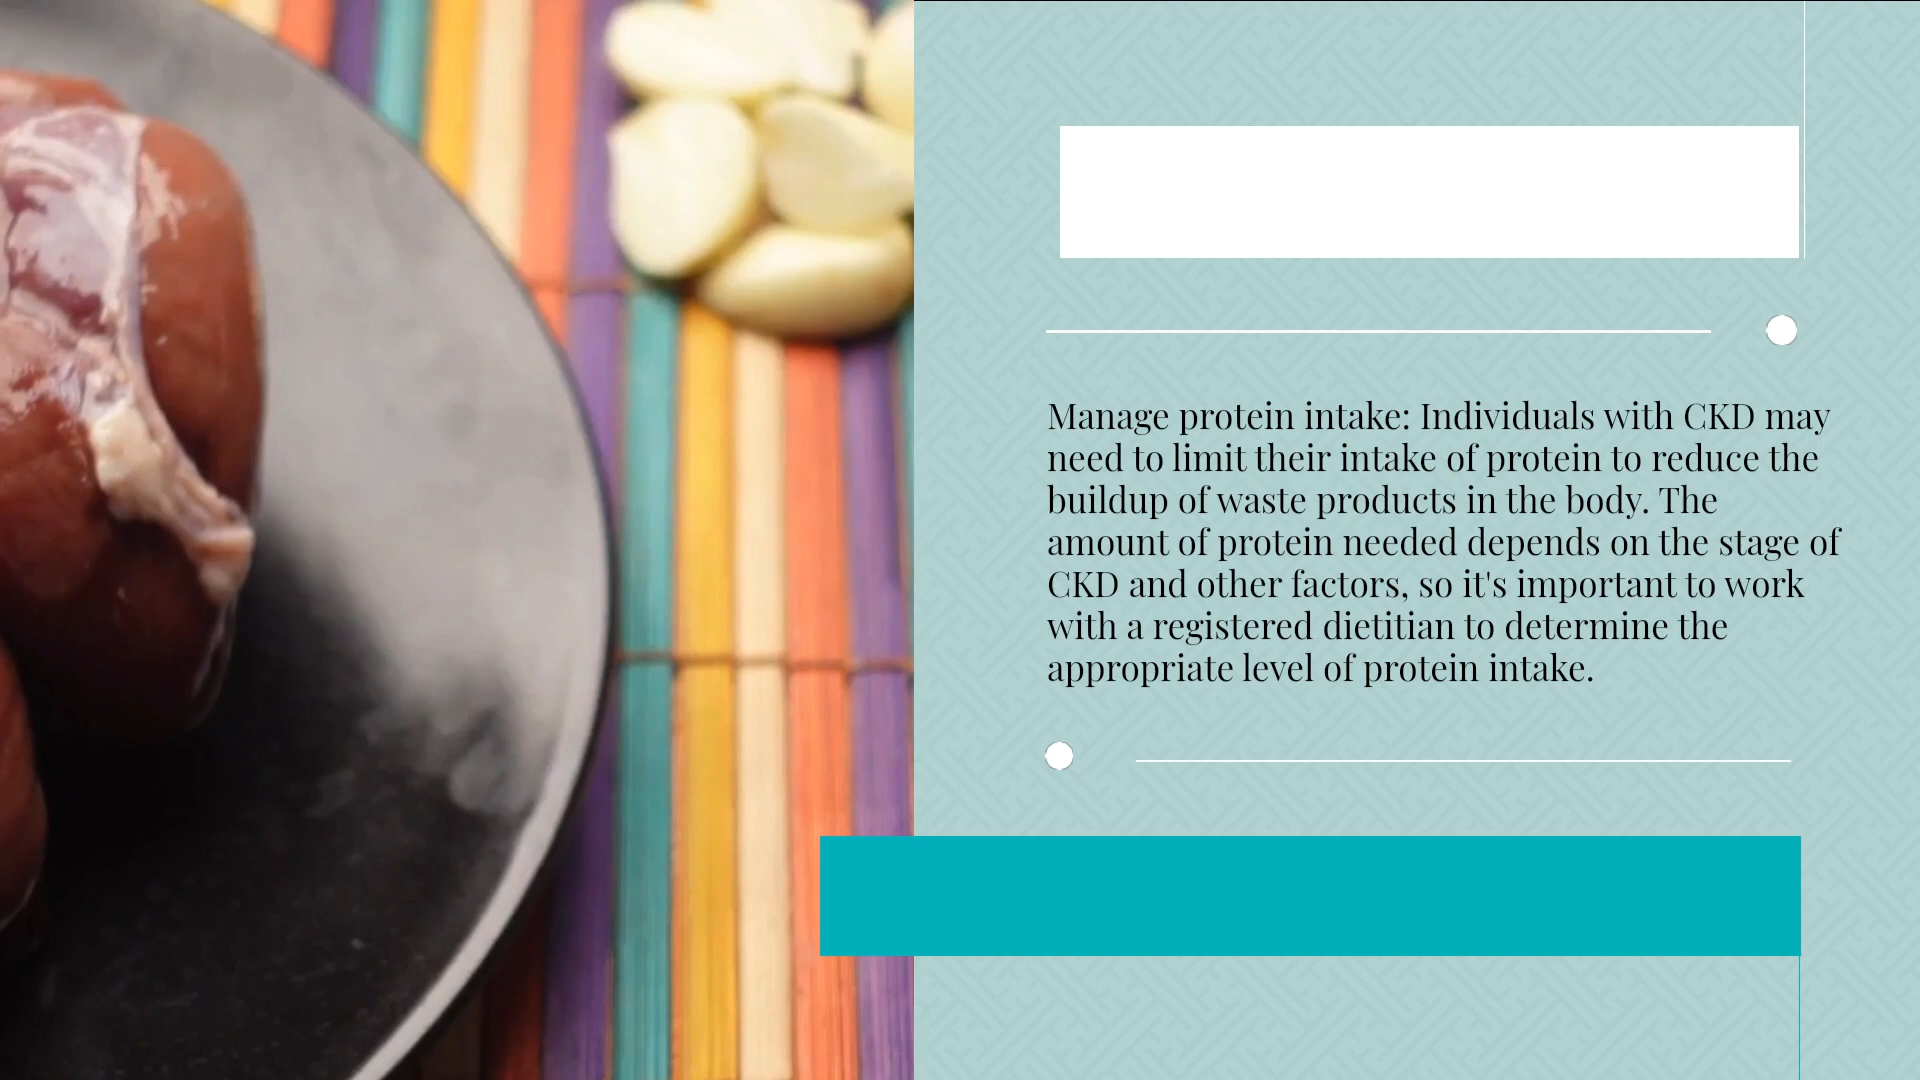 Manage protein intake: Individuals with CKD may
need to limit their intake of protein to reduce the
buildup of waste products in the body. The
amount of protein needed depends on the stage of
CKD and other factors, so it's important to work
with a registered dietitian to determine the
appropriate level of protein intake.